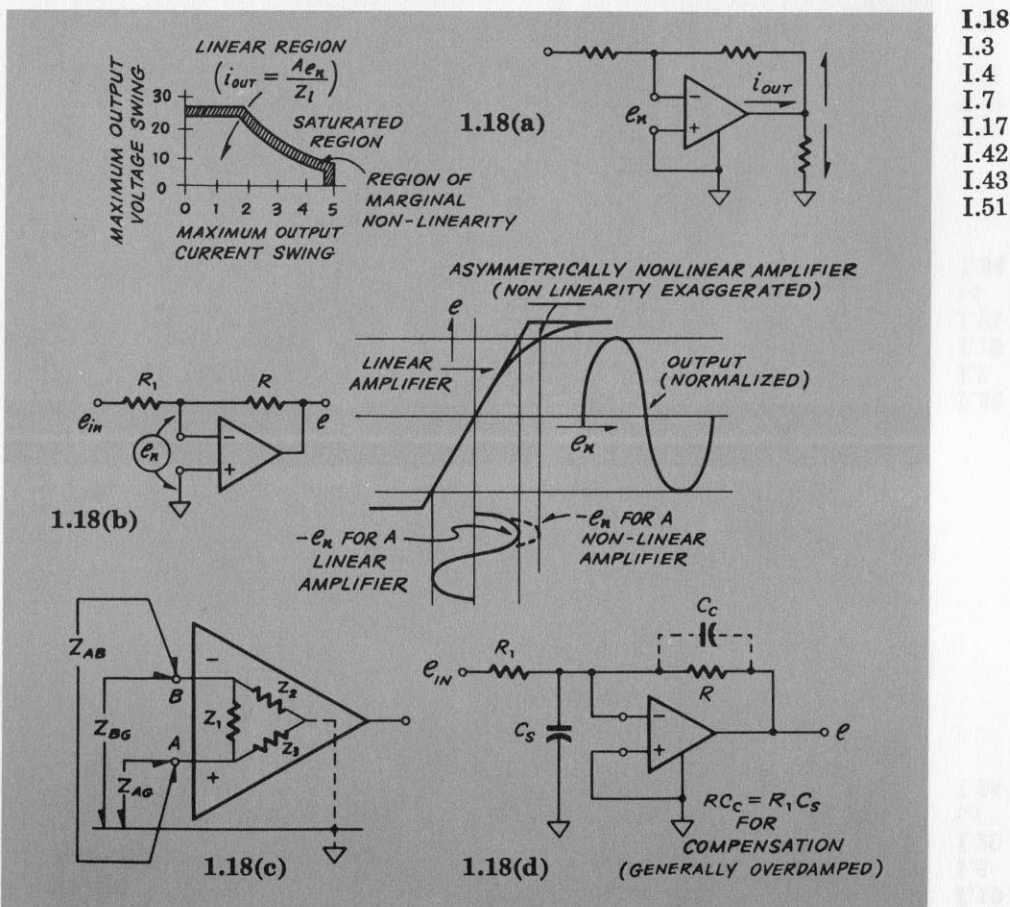 I.18
I.3
I.4
I.7
I.17
I.42
I.43
I.51
LINEAR REGION
(i_OUT = Ae_n / Z_l)
MAXIMUM OUTPUT
VOLTAGE SWING
30
20
10
0
SATURATED
REGION
REGION OF
MARGINAL
NON-LINEARITY
0 1 2 3 4 5
MAXIMUM OUTPUT
CURRENT SWING
1.18(a)
e_n
−
+
i_OUT
ASYMMETRICALLY NONLINEAR AMPLIFIER
(NON LINEARITY EXAGGERATED)
e
LINEAR
AMPLIFIER
OUTPUT
(NORMALIZED)
e_n
R_1
R
e_in
e_n
−
+
e
1.18(b)
-e_n FOR A
LINEAR
AMPLIFIER
-e_n FOR A
NON-LINEAR
AMPLIFIER
Z_AB
Z_BG
Z_AG
B
A
−
+
Z_1
Z_2
Z_3
1.18(c)
e_IN
R_1
C_S
C_C
R
−
+
e
RC_C = R_1 C_S
FOR
COMPENSATION
(GENERALLY OVERDAMPED)
1.18(d)